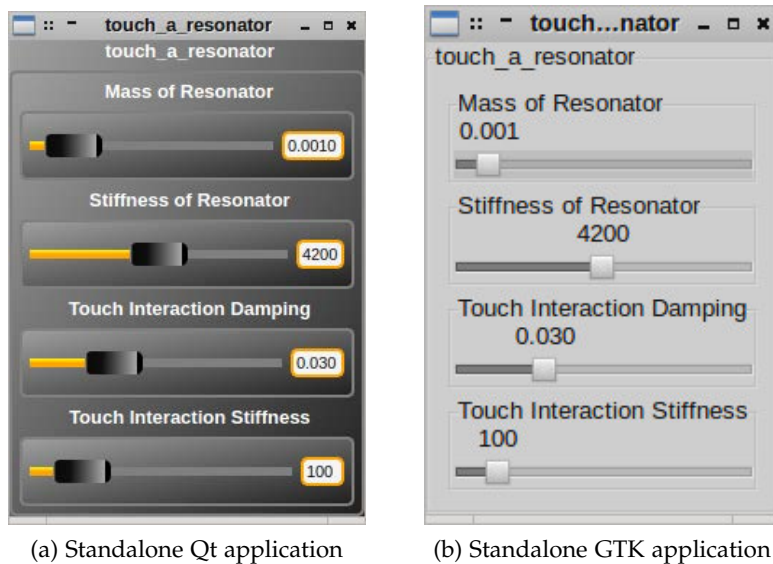 touch_a_resonator
touch_a_resonator
Mass of Resonator
0.0010
Stiffness of Resonator
4200
Touch Interaction Damping
0.030
Touch Interaction Stiffness
100
(a) Standalone Qt application
touch...nator
touch_a_resonator
Mass of Resonator
0.001
Stiffness of Resonator
4200
Touch Interaction Damping
0.030
Touch Interaction Stiffness
100
(b) Standalone GTK application